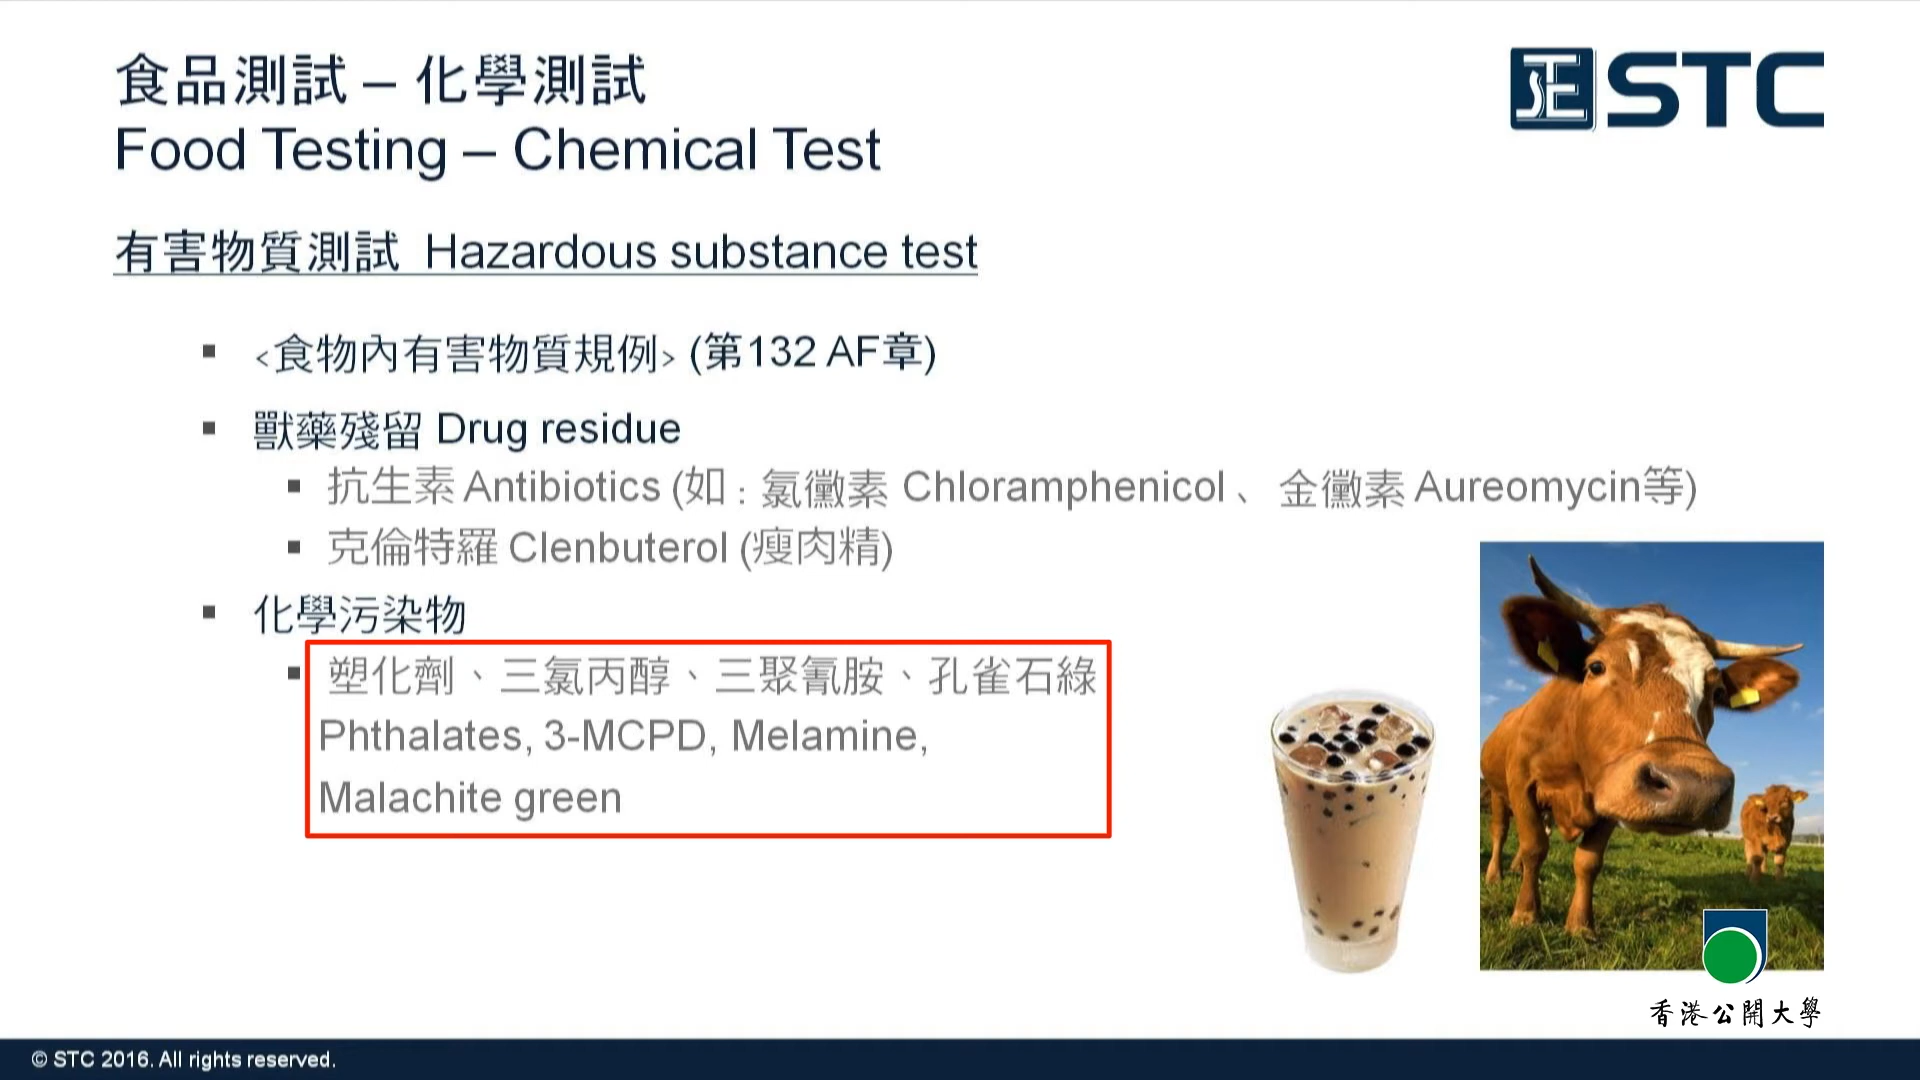 食品測試 – 化學測試
Food Testing – Chemical Test
STC
有害物質測試 Hazardous substance test
▪ <食物內有害物質規例> (第132 AF章)
▪ 獸藥殘留 Drug residue
▪ 抗生素 Antibiotics (如 : 氯黴素 Chloramphenicol、金黴素 Aureomycin等)
▪ 克倫特羅 Clenbuterol (瘦肉精)
▪ 化學污染物
▪ 塑化劑、三氯丙醇、三聚氰胺、孔雀石綠
Phthalates, 3-MCPD, Melamine,
Malachite green
香港公開大學
© STC 2016. All rights reserved.